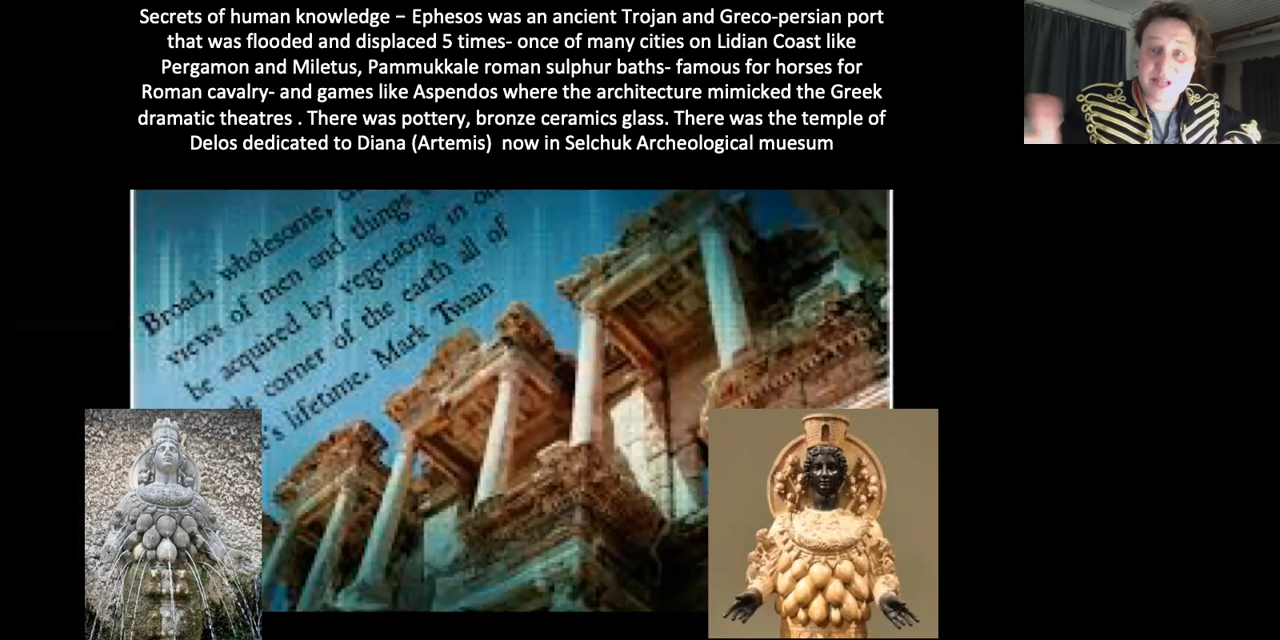 Secrets of human knowledge – Ephesos was an ancient Trojan and Greco-persian port
that was flooded and displaced 5 times- once of many cities on Lidian Coast like
Pergamon and Miletus, Pammukkale roman sulphur baths- famous for horses for
Roman cavalry- and games like Aspendos where the architecture mimicked the Greek
dramatic theatres . There was pottery, bronze ceramics glass. There was the temple of
Delos dedicated to Diana (Artemis) now in Selchuk Archeological muesum
Broad, wholesome,
views of men and things
be acquired by vegetating in
corner of the earth all of
lifetime. Mark Twan